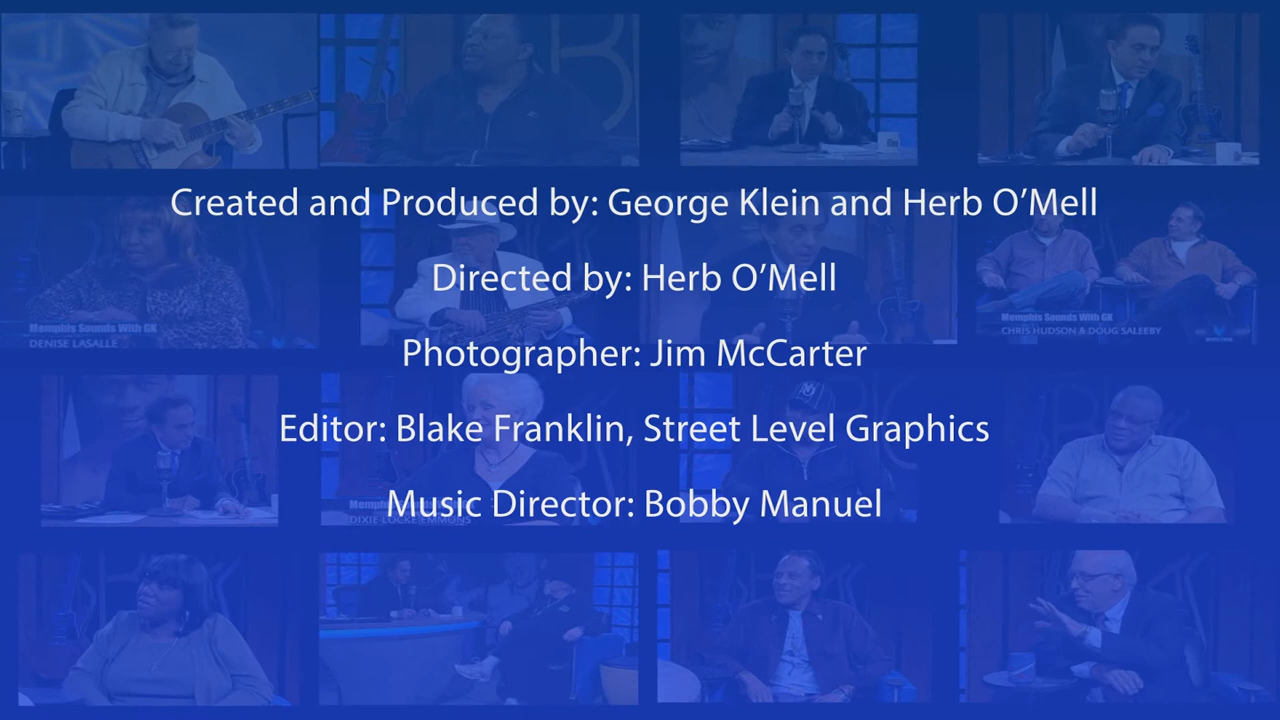 Created and Produced by: George Klein and Herb O’Mell
Directed by: Herb O’Mell
Memphis Sounds With GK
DENISE LASALLE
Memphis Sounds With GK
CHRIS HUDSON & DOUG SALEEBY
Photographer: Jim McCarter
Editor: Blake Franklin, Street Level Graphics
Music Director: Bobby Manuel
DIXIE LOCKE EMMONS